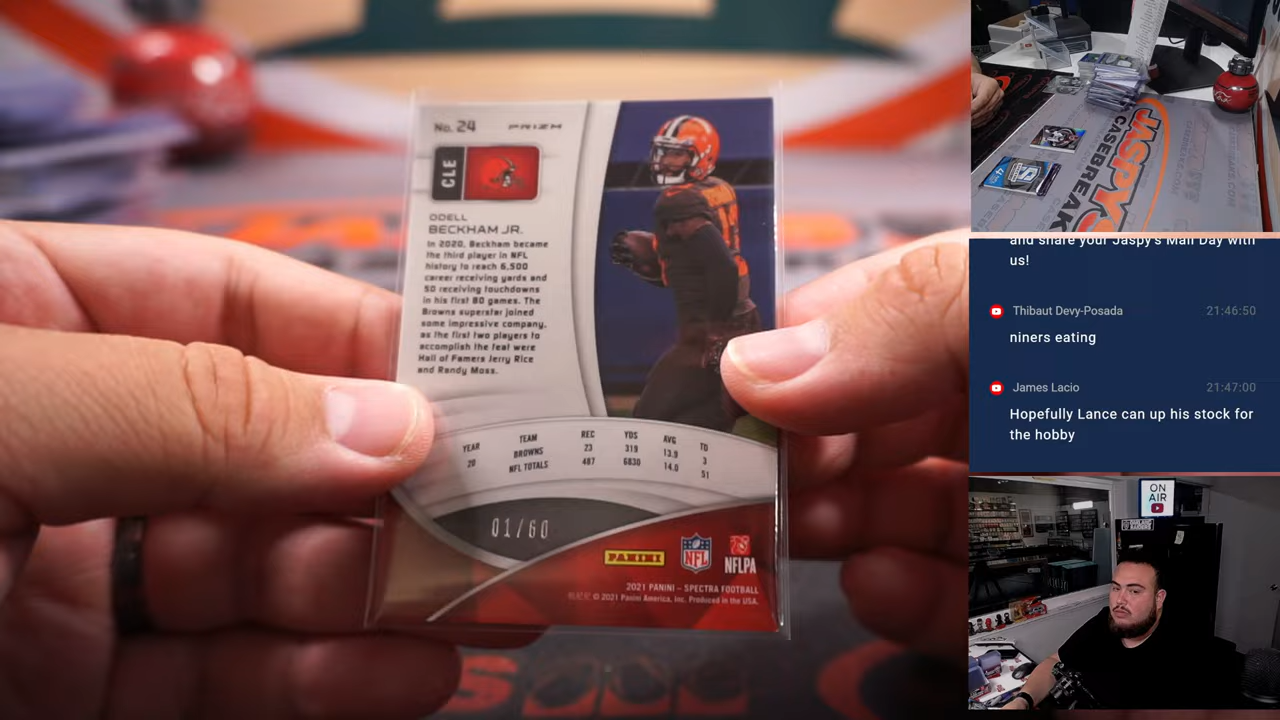 No. 24 PRIZM
CLE
ODELL
BECKHAM JR.
In 2020, Beckham became
the third player in NFL
history to reach 6,500
career receiving yards and
50 receiving touchdowns
in his first 80 games. The
Browns superstar joined
some impressive company,
as the first two players to
accomplish the feat were
Hall of Famers Jerry Rice
and Randy Moss.
YEAR TEAM REC YDS AVG TD
20 BROWNS 23 319 13.9 3
NFL TOTALS 487 6830 14.0 51
01/60
PANINI NFL NFLPA
2021 PANINI – SPECTRA FOOTBALL
© 2021 Panini America, Inc. Produced in the USA.
JASPY'S
CASEBREAK
and share your Jaspy's Mail Day with
us!
Thibaut Devy-Posada 21:46:50
niners eating
James Lacio 21:47:00
Hopefully Lance can up his stock for
the hobby
ON
AIR